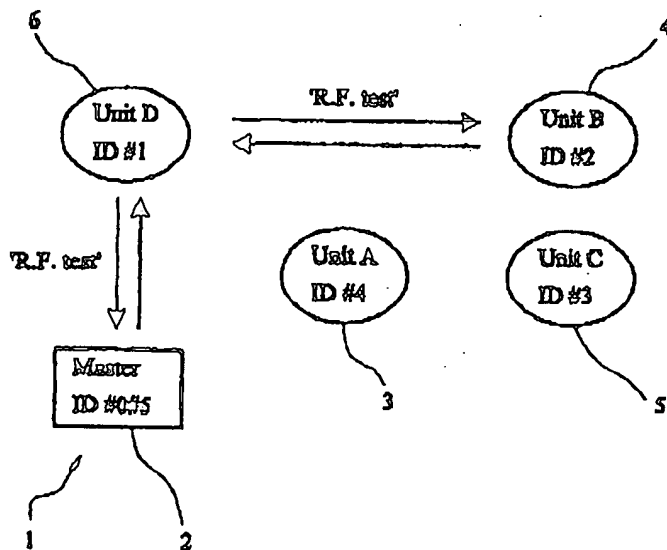 6
4
Unit D
ID #1
'R.F. test'
Unit B
ID #2
'R.F. test'
Unit A
ID #4
Unit C
ID #3
Master
ID #0,#5
3
5
1
2